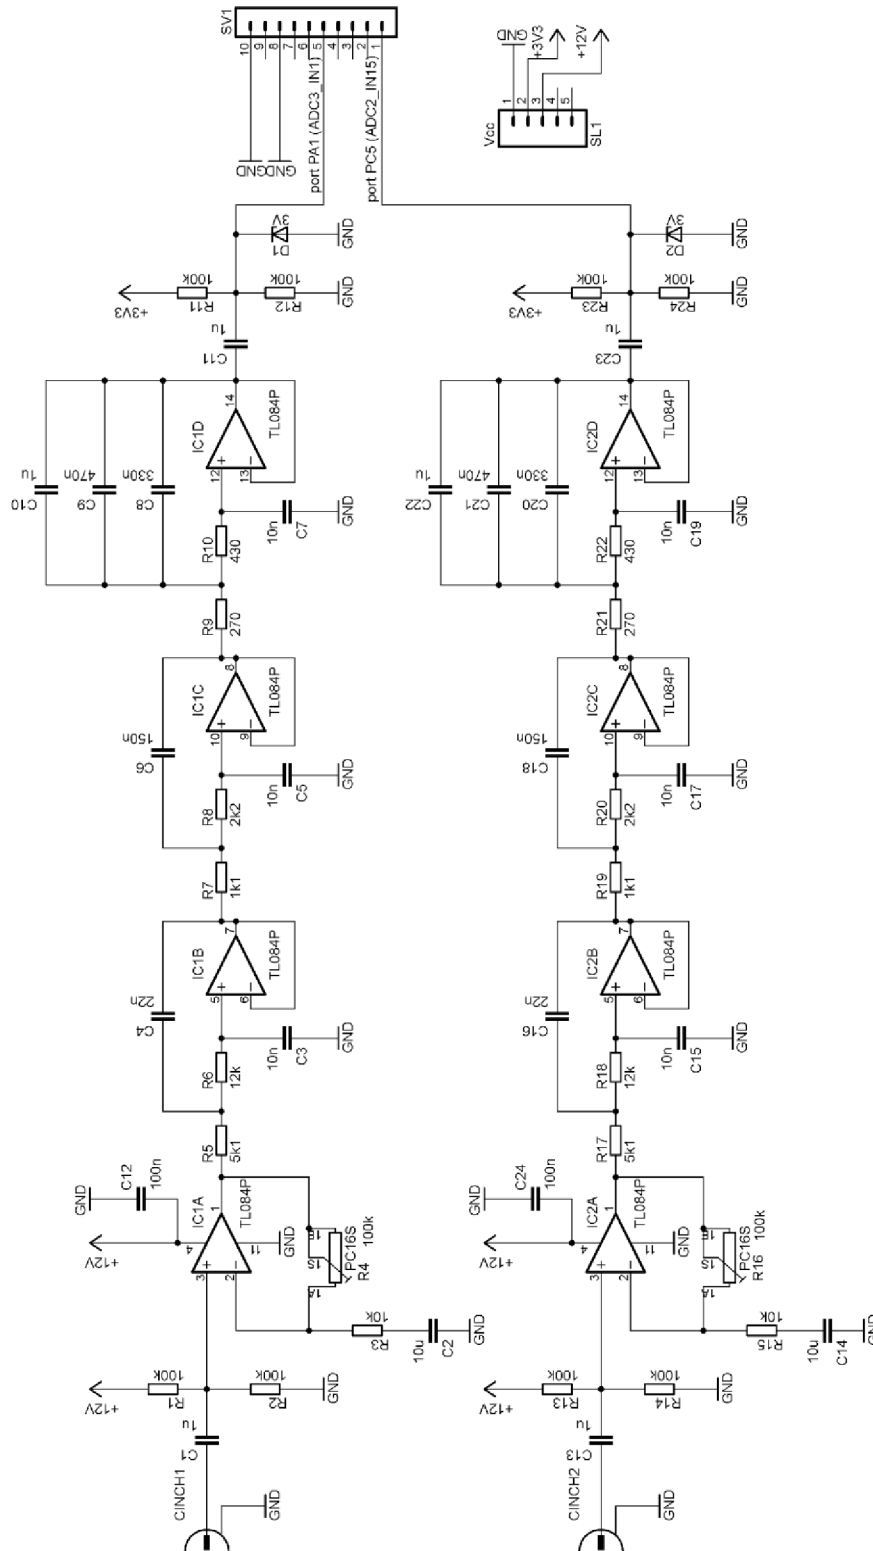 SV1
10
9
8
7
6
5
4
3
2
1
GND
GND
port PA1 (ADC3_IN1)
port PC5 (ADC2_IN15)
Vcc
SL1
1
2
3
4
5
GND
+3V3
+12V
CINCH1
GND
C1
1u
+12V
R1
100k
R2
100k
GND
IC1A
TL084P
3
2
1
4
11
+
−
+12V
GND
C12
100n
GND
1A
1S
1E
PC16S
R4
100k
R3
10k
10u
C2
GND
R5
5k1
R6
12k
C4
22n
10n
C3
GND
IC1B
TL084P
5
6
7
+
−
R7
1k1
R8
2k2
C6
150n
10n
C5
GND
IC1C
TL084P
10
9
8
+
−
R9
270
R10
430
C10
1u
C9
470n
C8
330n
10n
C7
GND
IC1D
TL084P
12
13
14
+
−
C11
1u
+3V3
R11
100k
R12
100k
GND
D1
3V
GND
CINCH2
GND
C13
1u
+12V
R13
100k
R14
100k
GND
IC2A
TL084P
3
2
1
4
11
+
−
+12V
GND
C24
100n
GND
1A
1S
1E
PC16S
R16
100k
R15
10k
10u
C14
GND
R17
5k1
R18
12k
C16
22n
10n
C15
GND
IC2B
TL084P
5
6
7
+
−
R19
1k1
R20
2k2
C18
150n
10n
C17
GND
IC2C
TL084P
10
9
8
+
−
R21
270
R22
430
C22
1u
C21
470n
C20
330n
10n
C19
GND
IC2D
TL084P
12
13
14
+
−
C23
1u
+3V3
R23
100k
R24
100k
GND
D2
3V
GND